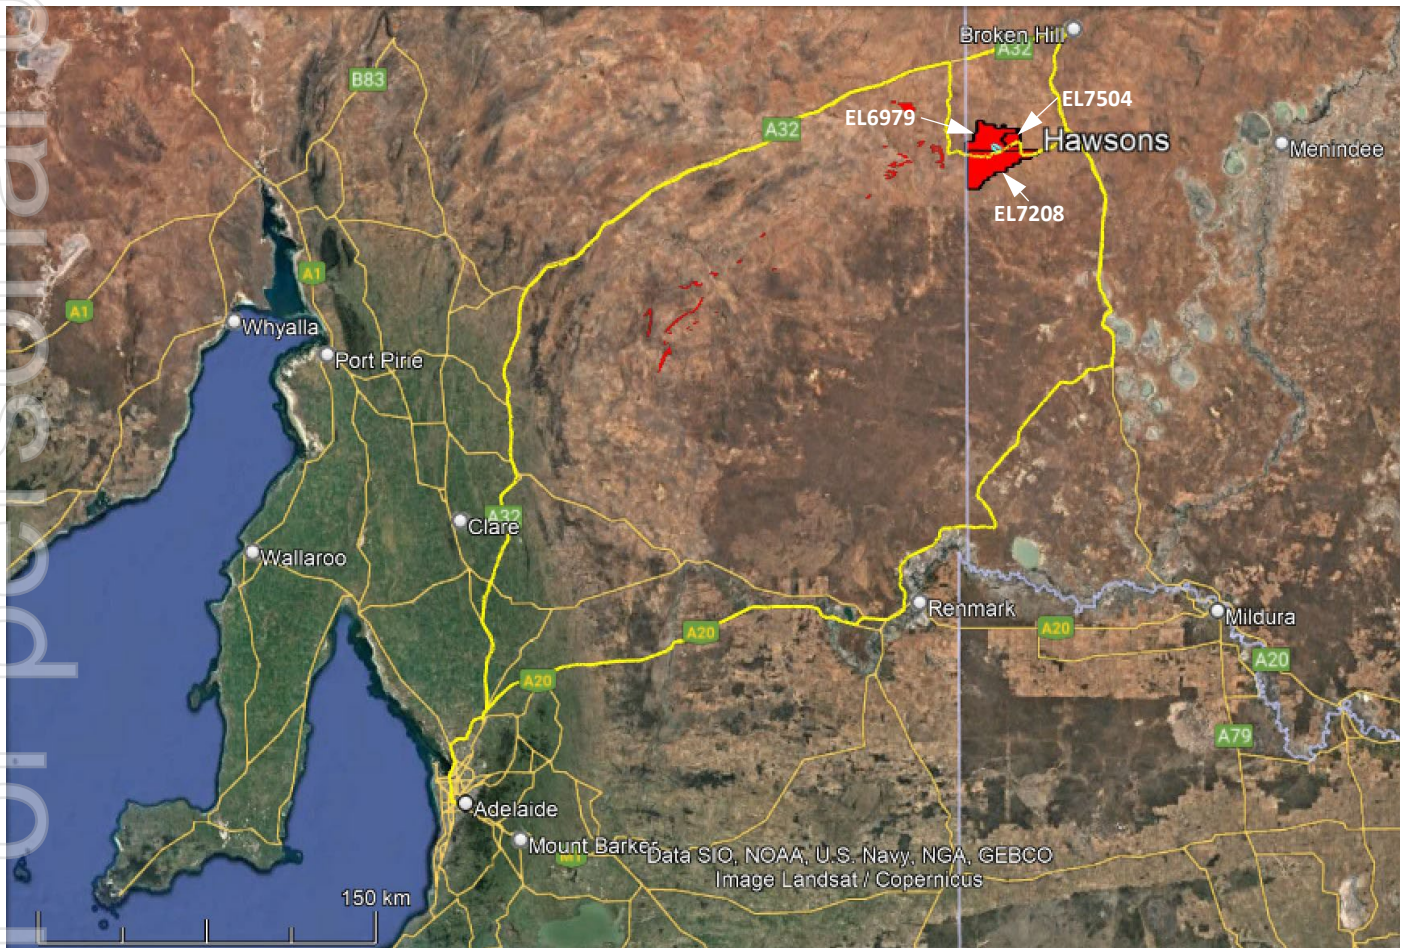 Broken Hill
A32
B83
EL7504
EL6979
A32
Hawsons
Menindee
EL7208
A1
A1
Whyalla
Port Pirie
A32
Clare
Wallaroo
Renmark
Mildura
A20
A20
A20
A20
A79
Adelaide
Mount Barker
M1
Data SIO, NOAA, U.S. Navy, NGA, GEBCO
Image Landsat / Copernicus
150 km